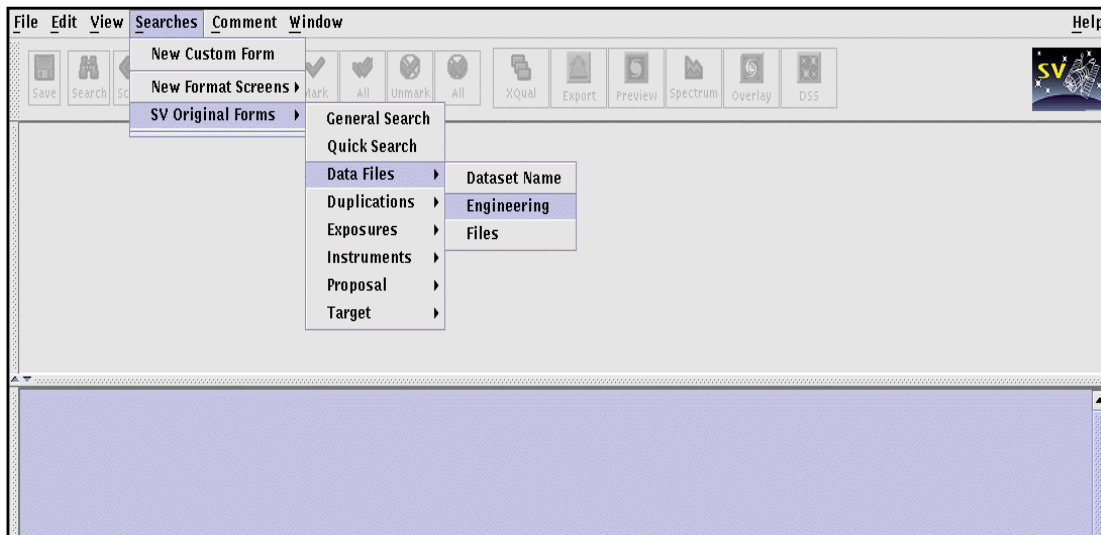 File Edit View Searches Comment Window Help
New Custom Form
New Format Screens
SV Original Forms
General Search
Quick Search
Data Files
Duplications
Exposures
Instruments
Proposal
Target
Dataset Name
Engineering
Files
Save Search Mark All Unmark All XQual Export Preview Spectrum Overlay DSS
SV